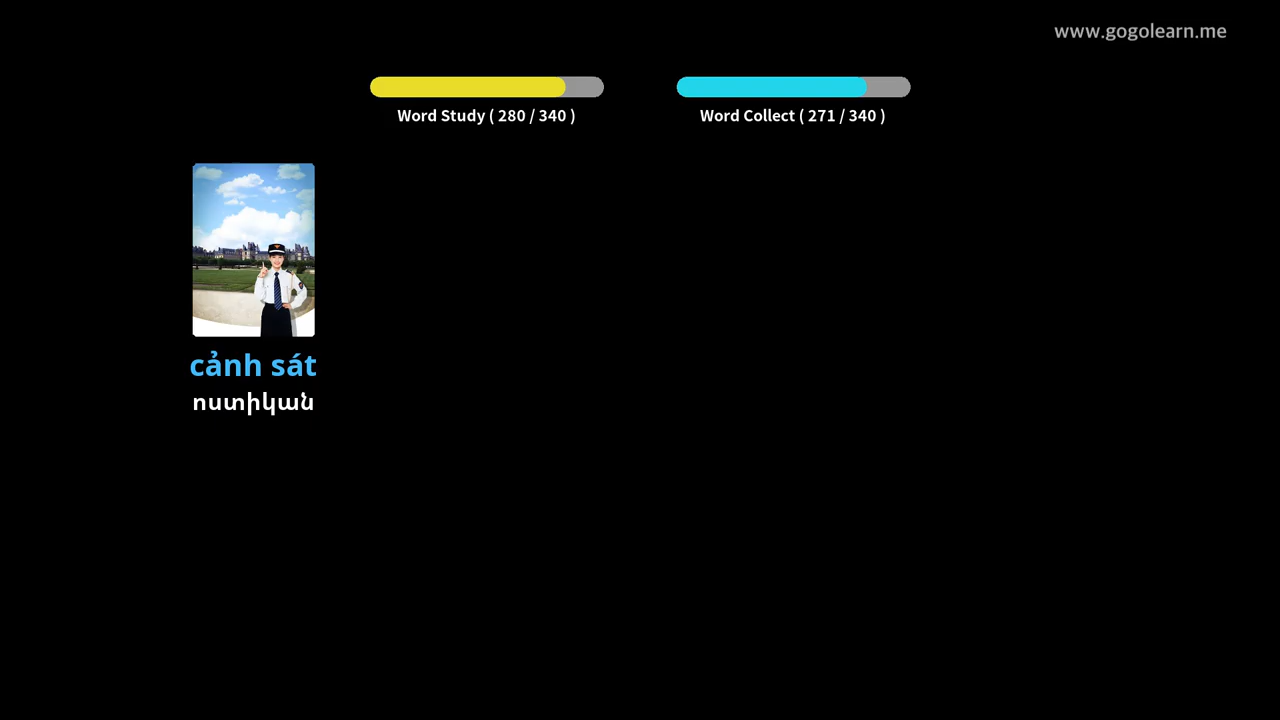 www.gogolearn.me
Word Study ( 280 / 340 )
Word Collect ( 271 / 340 )
cảnh sát
ոստիկան